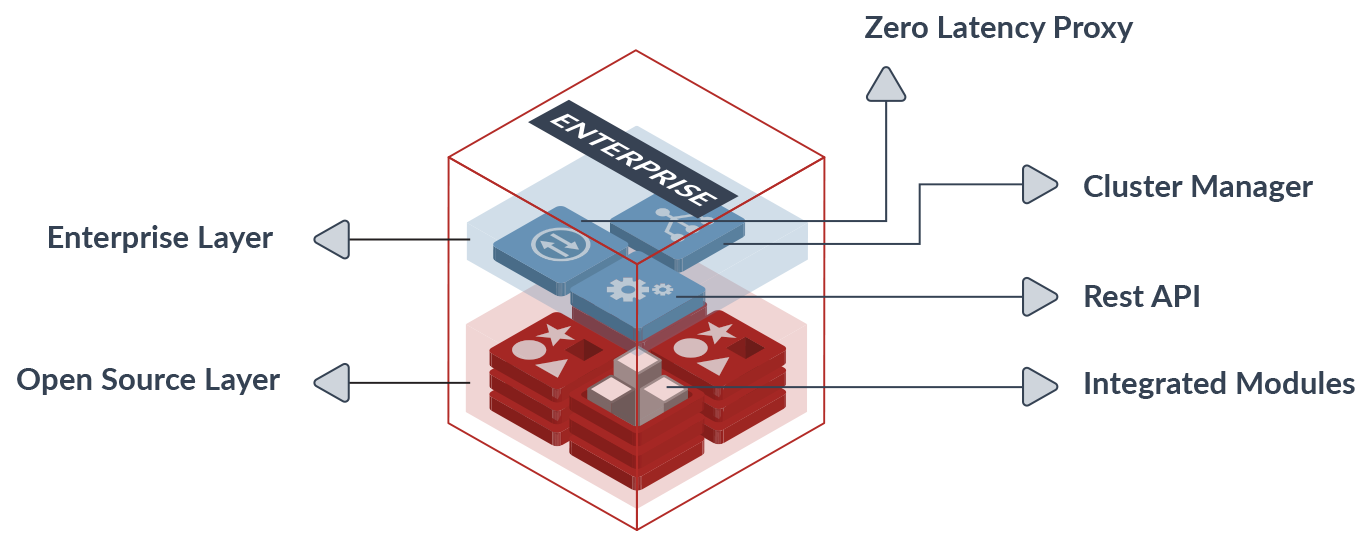 Zero Latency Proxy
ENTERPRISE
Cluster Manager
Enterprise Layer
Rest API
Open Source Layer
Integrated Modules